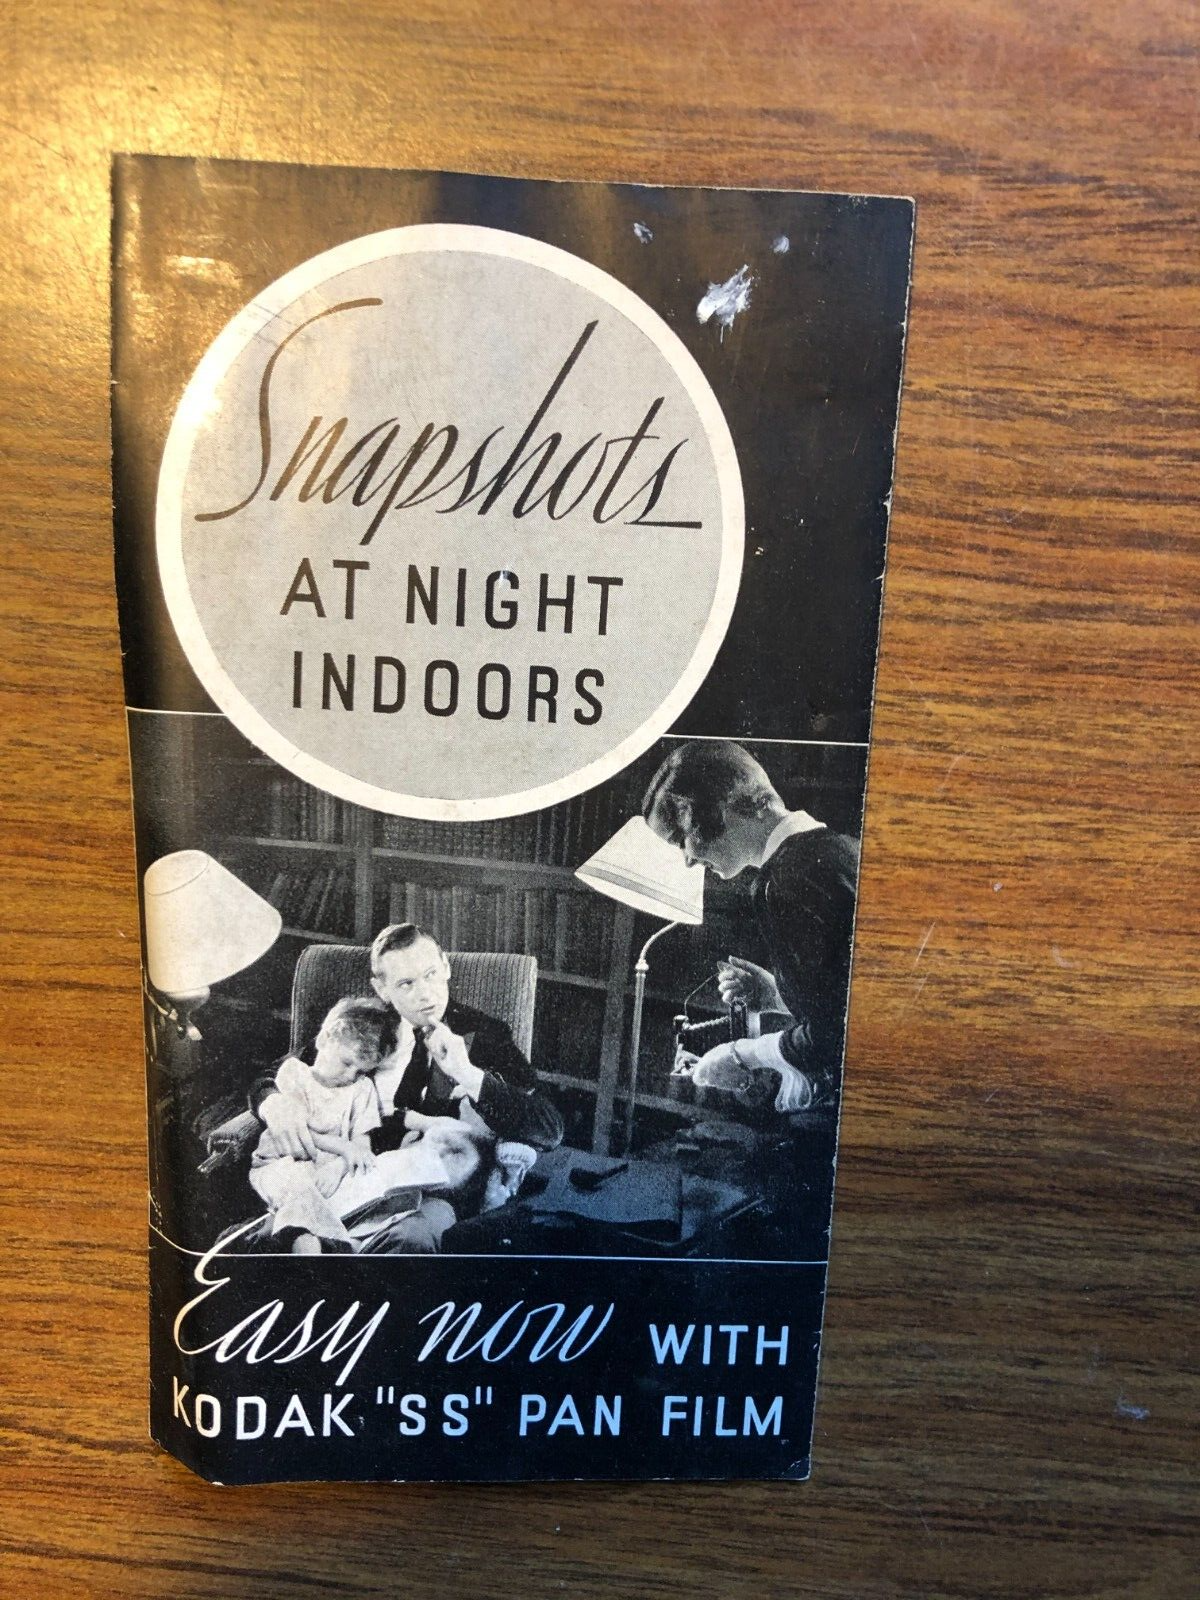 Snapshots
AT NIGHT
INDOORS
Easy now WITH
KODAK "SS" PAN FILM